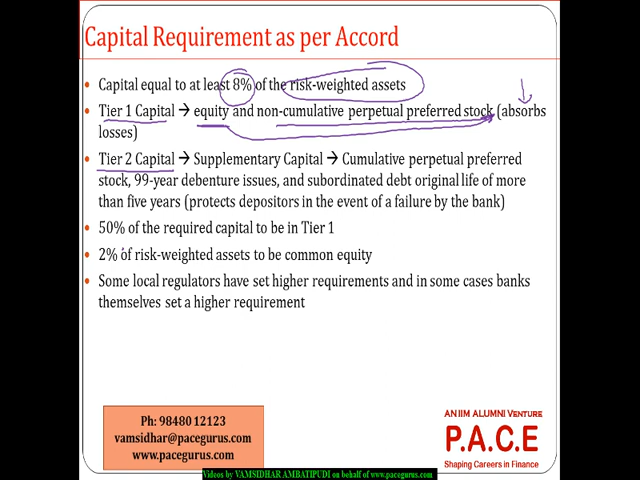 Capital Requirement as per Accord
Capital equal to at least 8% of the risk-weighted assets
Tier 1 Capital → equity and non-cumulative perpetual preferred stock (absorbs
losses)
Tier 2 Capital → Supplementary Capital → Cumulative perpetual preferred
stock, 99-year debenture issues, and subordinated debt original life of more
than five years (protects depositors in the event of a failure by the bank)
50% of the required capital to be in Tier 1
2% of risk-weighted assets to be common equity
Some local regulators have set higher requirements and in some cases banks
themselves set a higher requirement
Ph: 98480 12123
vamsidhar@pacegurus.com
www.pacegurus.com
AN IIM ALUMNI VENTURE
P.A.C.E
Shaping Careers in Finance
Videos by VAMSIDHAR AMBATIPUDI on behalf of www.pacegurus.com